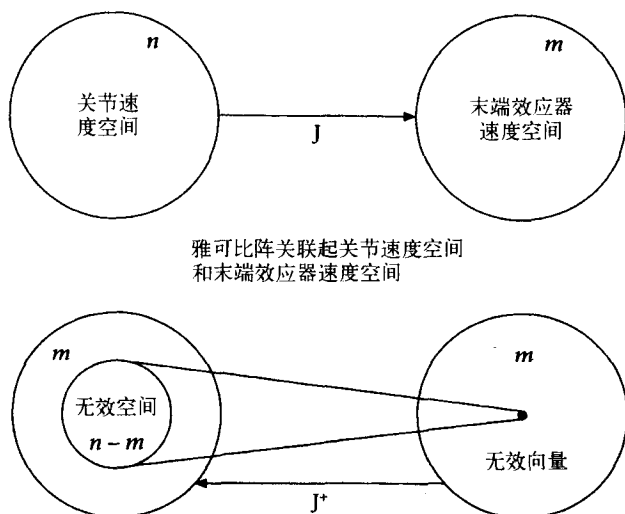 n
关节速
度空间
J
m
末端效应器
速度空间
雅可比阵关联起关节速度空间
和末端效应器速度空间
m
无效空间
n－m
J⁺
m
无效向量